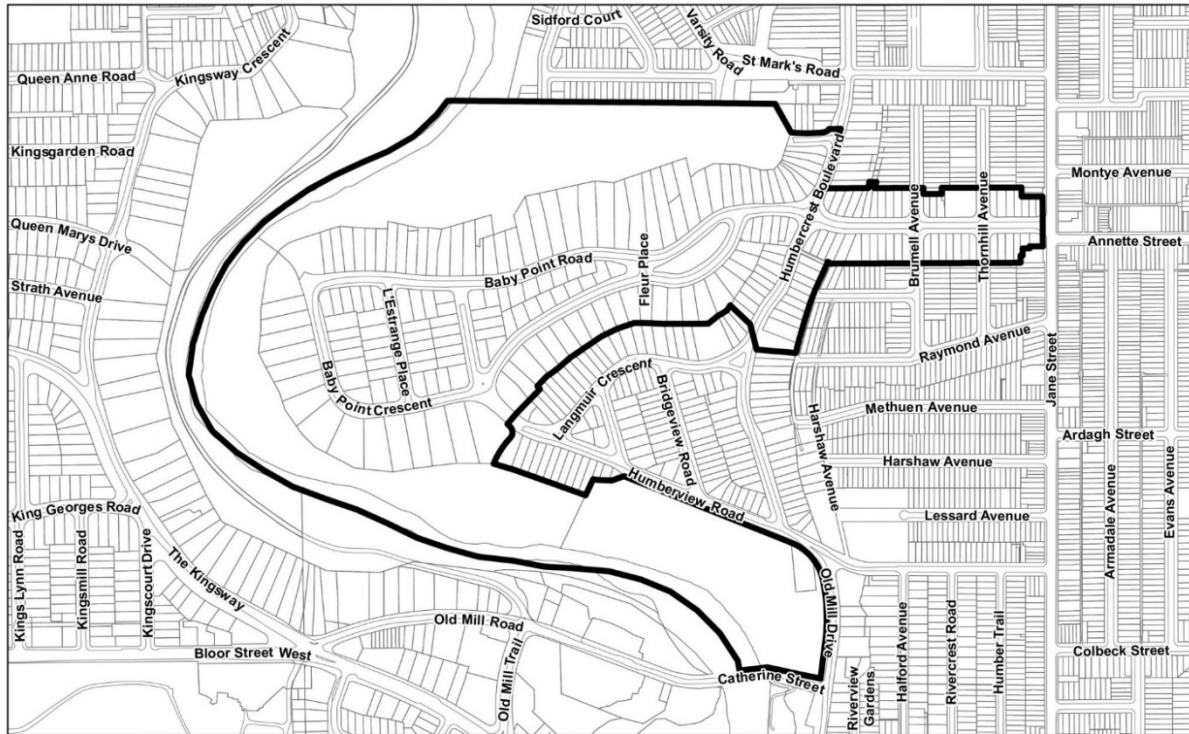 Sidford Court
Varsity Road
St Mark's Road
Queen Anne Road
Kingsway Crescent
Kingsgarden Road
Humbercrest Boulevard
Brumell Avenue
Thornhill Avenue
Montye Avenue
Queen Marys Drive
Annette Street
Strath Avenue
Baby Point Road
Fleur Place
L'Estrange Place
Baby Point Crescent
Langmuir Crescent
Bridgeview Road
Raymond Avenue
Jane Street
Methuen Avenue
Harshaw Avenue
Ardagh Street
Harshaw Avenue
Humberview Road
Lessard Avenue
Armadale Avenue
Evans Avenue
King Georges Road
Kings Lynn Road
Kingsmill Road
Kingscourt Drive
The Kingsway
Old Mill Road
Old Mill Trail
Old Mill Drive
Bloor Street West
Catherine Street
Riverview
Gardens
Halford Avenue
Rivercrest Road
Humber Trail
Colbeck Street